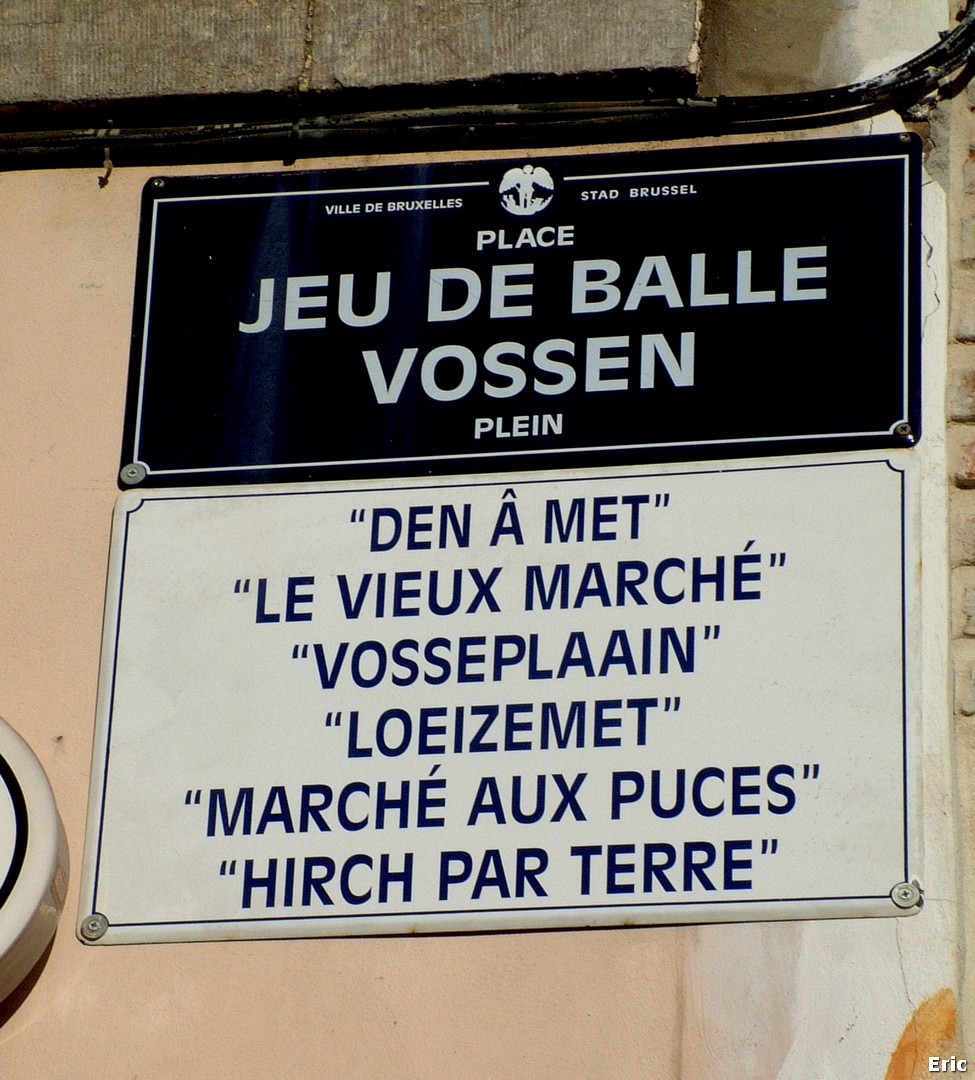 VILLE DE BRUXELLES STAD BRUSSEL
PLACE
JEU DE BALLE
VOSSEN
PLEIN
“DEN Â MET”
“LE VIEUX MARCHÉ”
“VOSSEPLAAIN”
“LOEIZEMET”
“MARCHÉ AUX PUCES”
“HIRCH PAR TERRE”
Eric